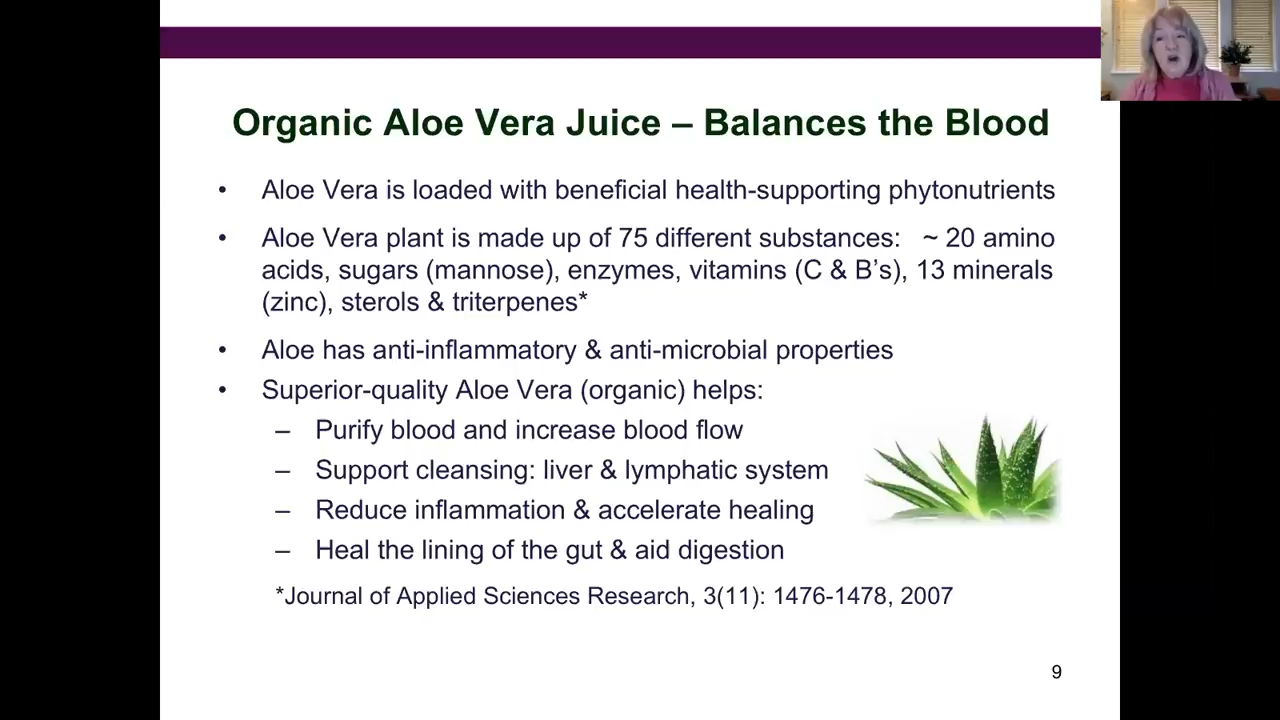 Organic Aloe Vera Juice – Balances the Blood
• Aloe Vera is loaded with beneficial health-supporting phytonutrients
• Aloe Vera plant is made up of 75 different substances: ~ 20 amino
acids, sugars (mannose), enzymes, vitamins (C & B’s), 13 minerals
(zinc), sterols & triterpenes*
• Aloe has anti-inflammatory & anti-microbial properties
• Superior-quality Aloe Vera (organic) helps:
– Purify blood and increase blood flow
– Support cleansing: liver & lymphatic system
– Reduce inflammation & accelerate healing
– Heal the lining of the gut & aid digestion
*Journal of Applied Sciences Research, 3(11): 1476-1478, 2007
9